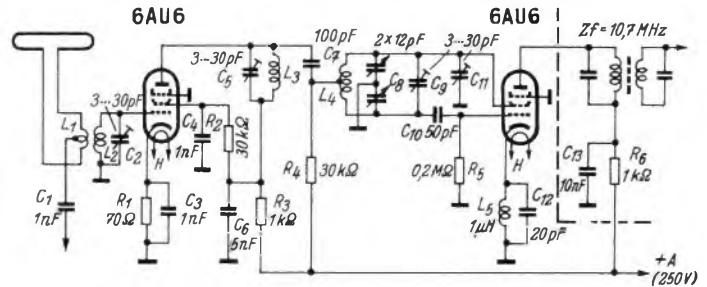 6AU6
6AU6
Zf = 10,7 MHz
100pF
C7
2×12pF
3...30pF
3–30pF
C5
L3
L4
C8
C9
C11
3...30pF
L1
L2
C2
C4
1nF
R2
30kΩ
C10 50pF
H
H
C1
1nF
R1
70Ω
C3
1nF
C6
5nF
R3
1kΩ
R4
30kΩ
0,2MΩ
R5
L5
1µH
C12
20pF
C13
10nF
R6
1kΩ
+A
(250V)